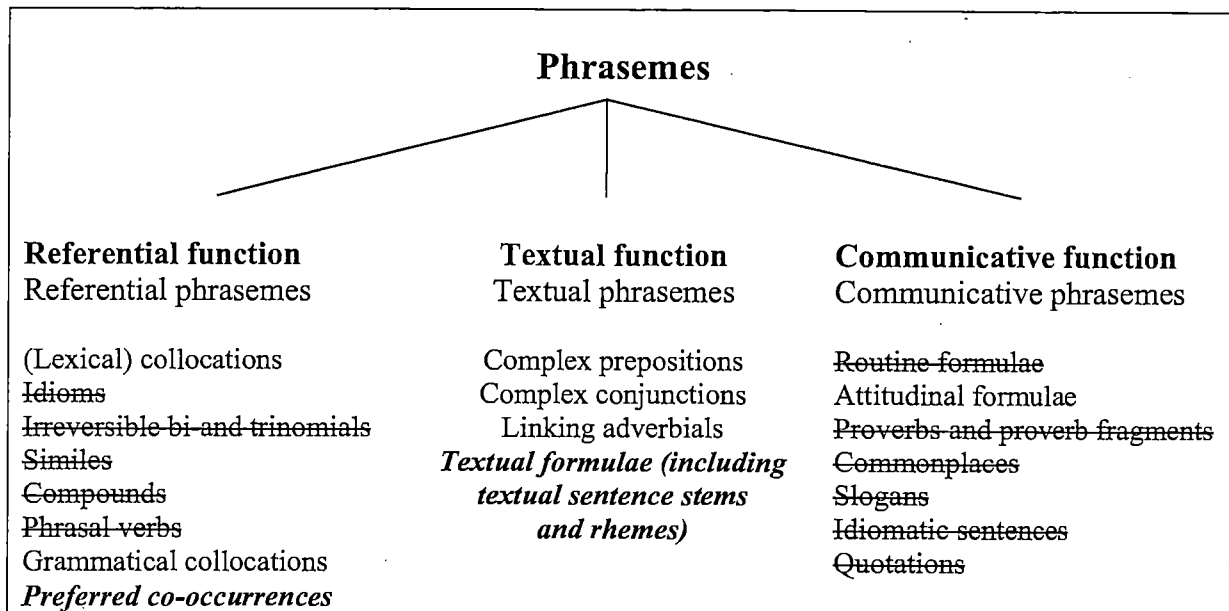 Phrasemes
Referential function
Referential phrasemes
(Lexical) collocations
Idioms
Irreversible bi-and trinomials
Similes
Compounds
Phrasal verbs
Grammatical collocations
Preferred co-occurrences
Textual function
Textual phrasemes
Complex prepositions
Complex conjunctions
Linking adverbials
Textual formulae (including
textual sentence stems
and rhemes)
Communicative function
Communicative phrasemes
Routine formulae
Attitudinal formulae
Proverbs and proverb fragments
Commonplaces
Slogans
Idiomatic sentences
Quotations